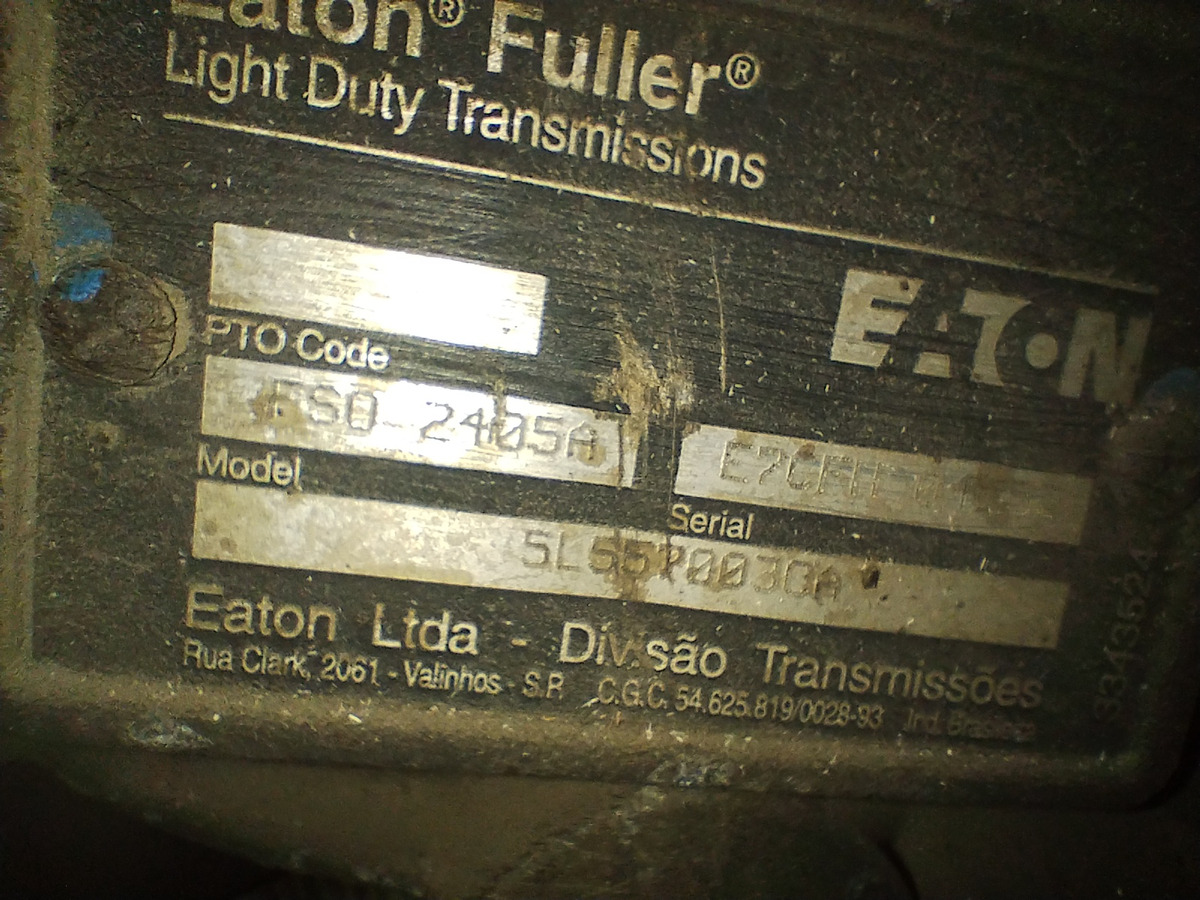 Eaton® Fuller®
Light Duty Transmissions
EATON
PTO Code
FSO-2405A
Model
Serial
Eaton Ltda - Divisão Transmissões
Rua Clark, 2061 - Valinhos - S.P. C.G.C. 54.625.819/0028-93 Ind. Brasileira
3343524